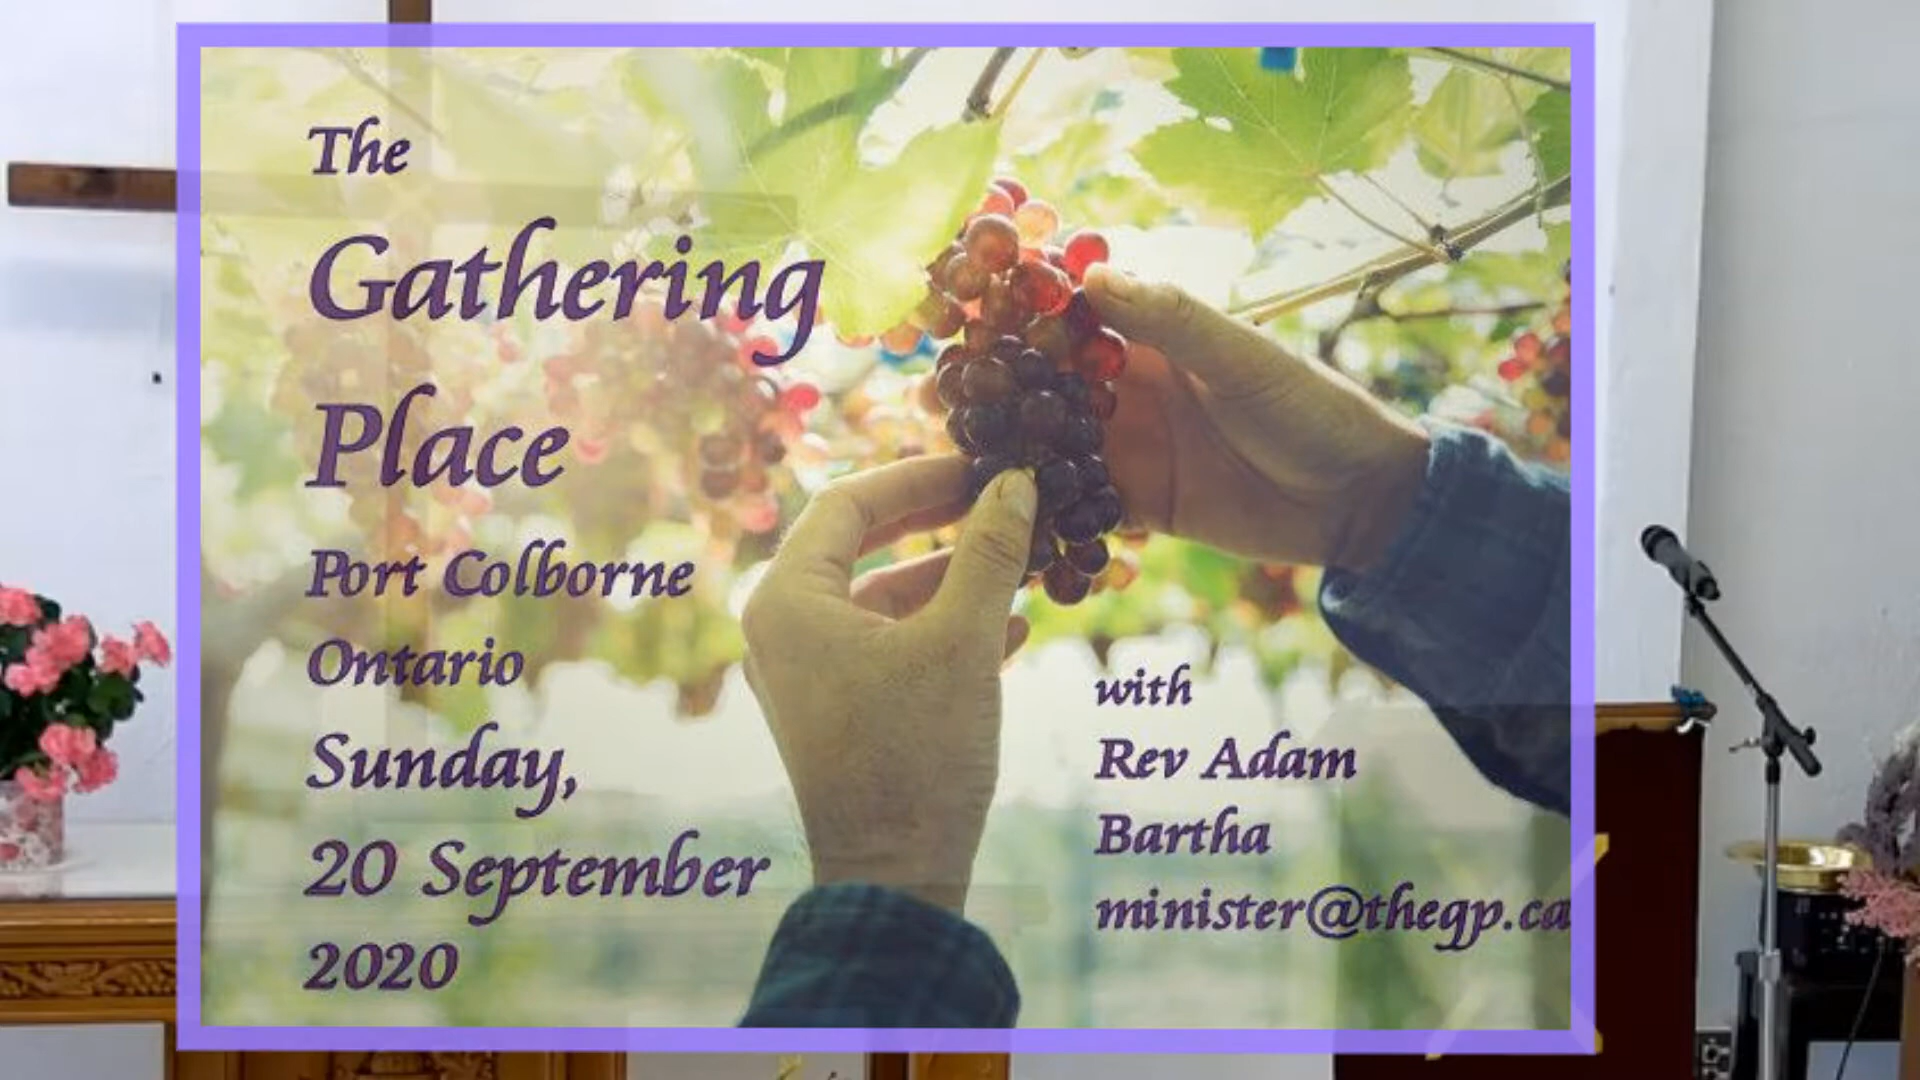 The
Gathering
Place
Port Colborne
Ontario
Sunday,
20 September
2020
with
Rev Adam
Bartha
minister@thegp.ca